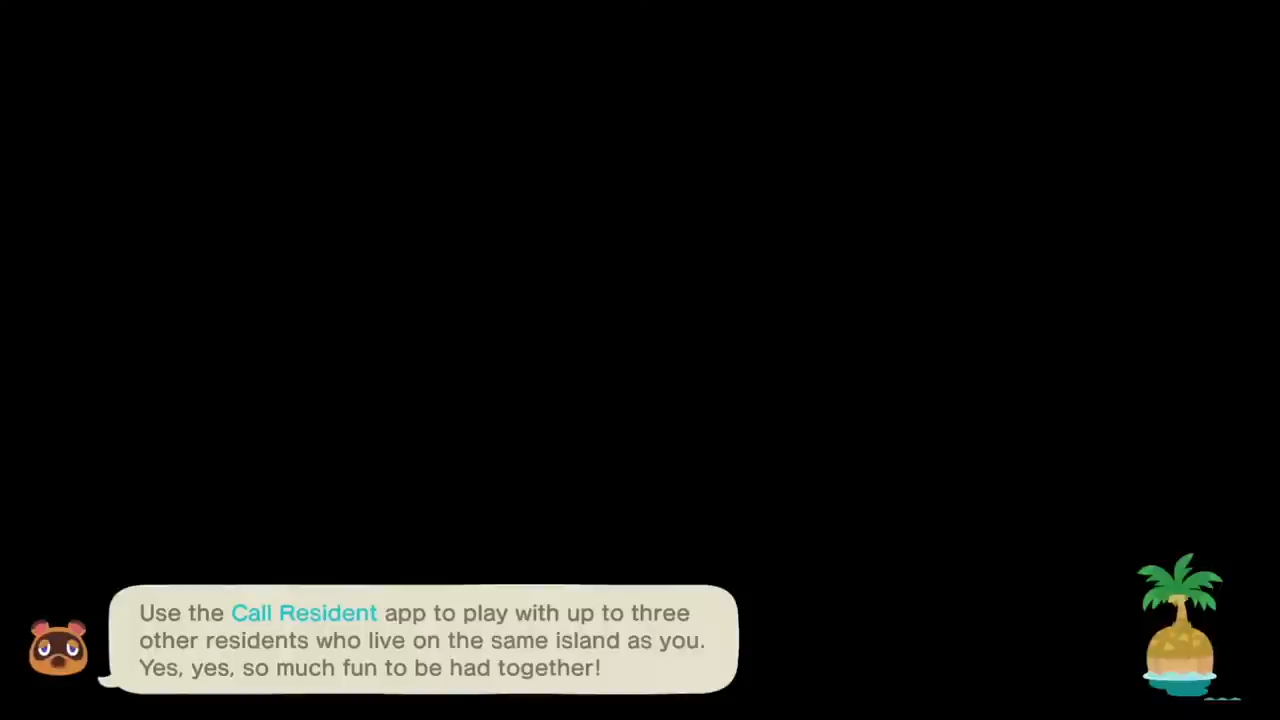 Use the Call Resident app to play with up to three
other residents who live on the same island as you.
Yes, yes, so much fun to be had together!